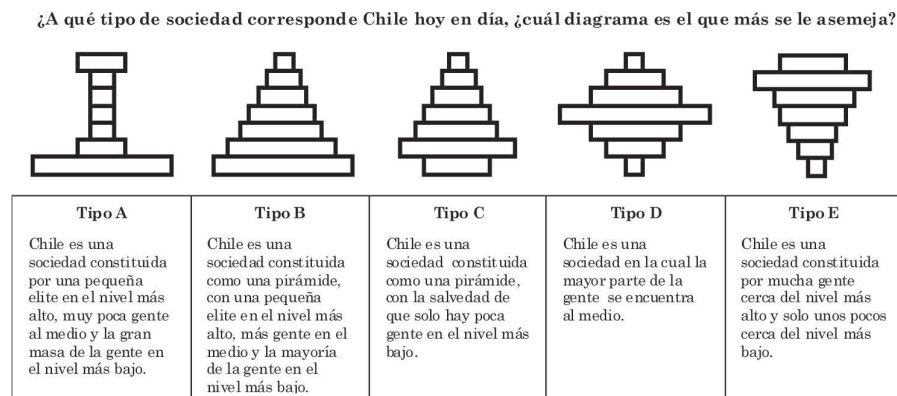 ¿A qué tipo de sociedad corresponde Chile hoy en día, ¿cuál diagrama es el que más se le asemeja?
Tipo A
Chile es una
sociedad constituida
por una pequeña
elite en el nivel más
alto, muy poca gente
al medio y la gran
masa de la gente en
el nivel más bajo.
Tipo B
Chile es una
sociedad constituida
como una pirámide,
con una pequeña
elite en el nivel más
alto, más gente en el
medio y la mayoría
de la gente en el
nivel más bajo.
Tipo C
Chile es una
sociedad constituida
como una pirámide,
con la salvedad de
que solo hay poca
gente en el nivel más
bajo.
Tipo D
Chile es una
sociedad en la cual la
mayor parte de la
gente se encuentra
al medio.
Tipo E
Chile es una
sociedad constituida
por mucha gente
cerca del nivel más
alto y solo unos pocos
cerca del nivel más
bajo.